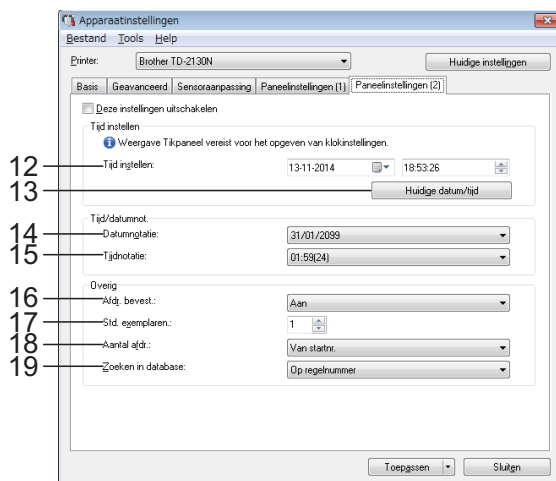 Apparaatinstellingen
Bestand Tools Help
Printer: Brother TD-2130N Huidige instellingen
Basis Geavanceerd Sensoraanpassing Paneelinstellingen (1) Paneelinstellingen (2)
Deze instellingen uitschakelen
Tijd instellen
Weergave Tikpaneel vereist voor het opgeven van klokinstellingen.
12 Tijd instellen: 13-11-2014 18:53:26
13 Huidige datum/tijd
Tijd/datumnot.
14 Datumnotatie: 31/01/2099
15 Tijdnotatie: 01:59(24)
Overig
16 Afdr. bevest.: Aan
17 Std. exemplaren.: 1
18 Aantal afdr.: Van startnr.
19 Zoeken in database: Op regelnummer
Toepassen Sluiten